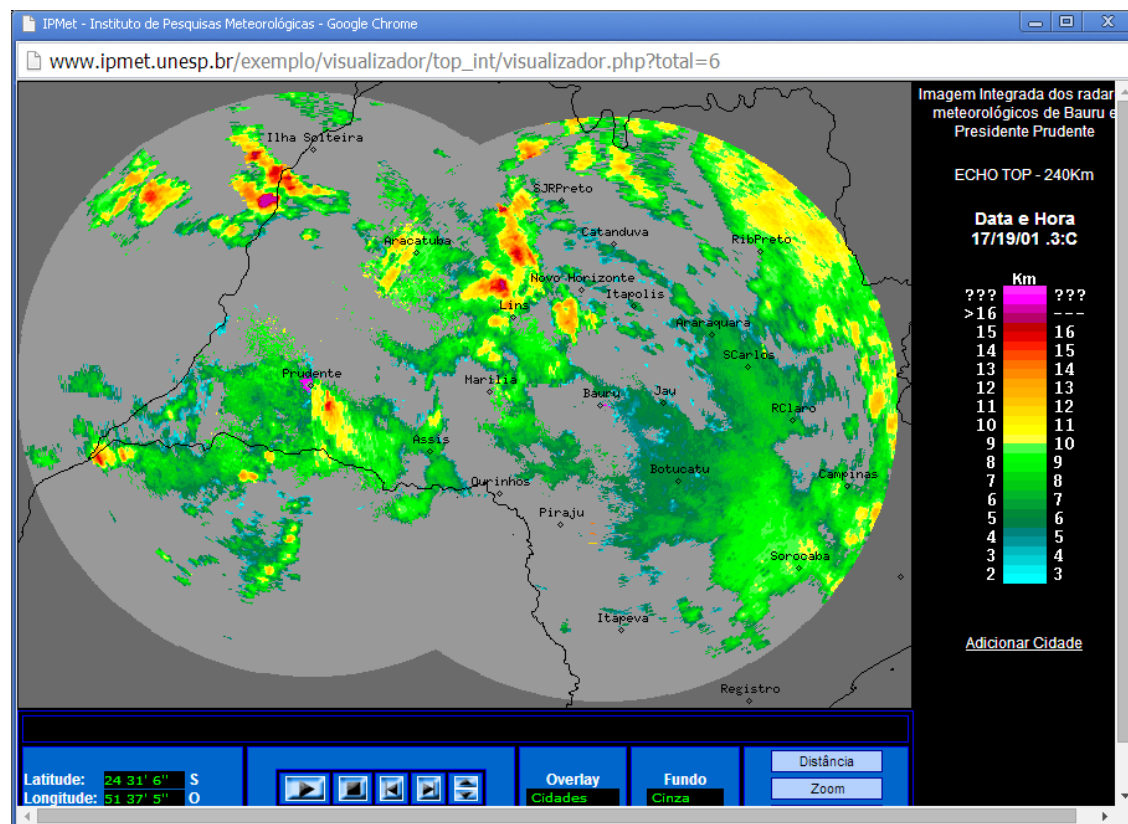 IPMet - Instituto de Pesquisas Meteorológicas - Google Chrome
www.ipmet.unesp.br/exemplo/visualizador/top_int/visualizador.php?total=6
Imagem Integrada dos radar
meteorológicos de Bauru e
Presidente Prudente
ECHO TOP - 240Km
Data e Hora
17/19/01 .3:C
Km
??? ???
>16 ---
15 16
14 15
13 14
12 13
11 12
10 11
9 10
8 9
7 8
6 7
5 6
4 5
3 4
2 3
Adicionar Cidade
Ilha Solteira
SJRPreto
Catanduva
RibPreto
Aracatuba
Novo Horizonte
Itapolis
Lins
Araraquara
SCarlos
Prudente
Marilia
Bauru
Jau
RClaro
Assis
Botucatu
Campinas
Ourinhos
Piraju
Sorocaba
Itapeva
Registro
Latitude: 24 31' 6" S
Longitude: 51 37' 5" O
Overlay
Cidades
Fundo
Cinza
Distância
Zoom